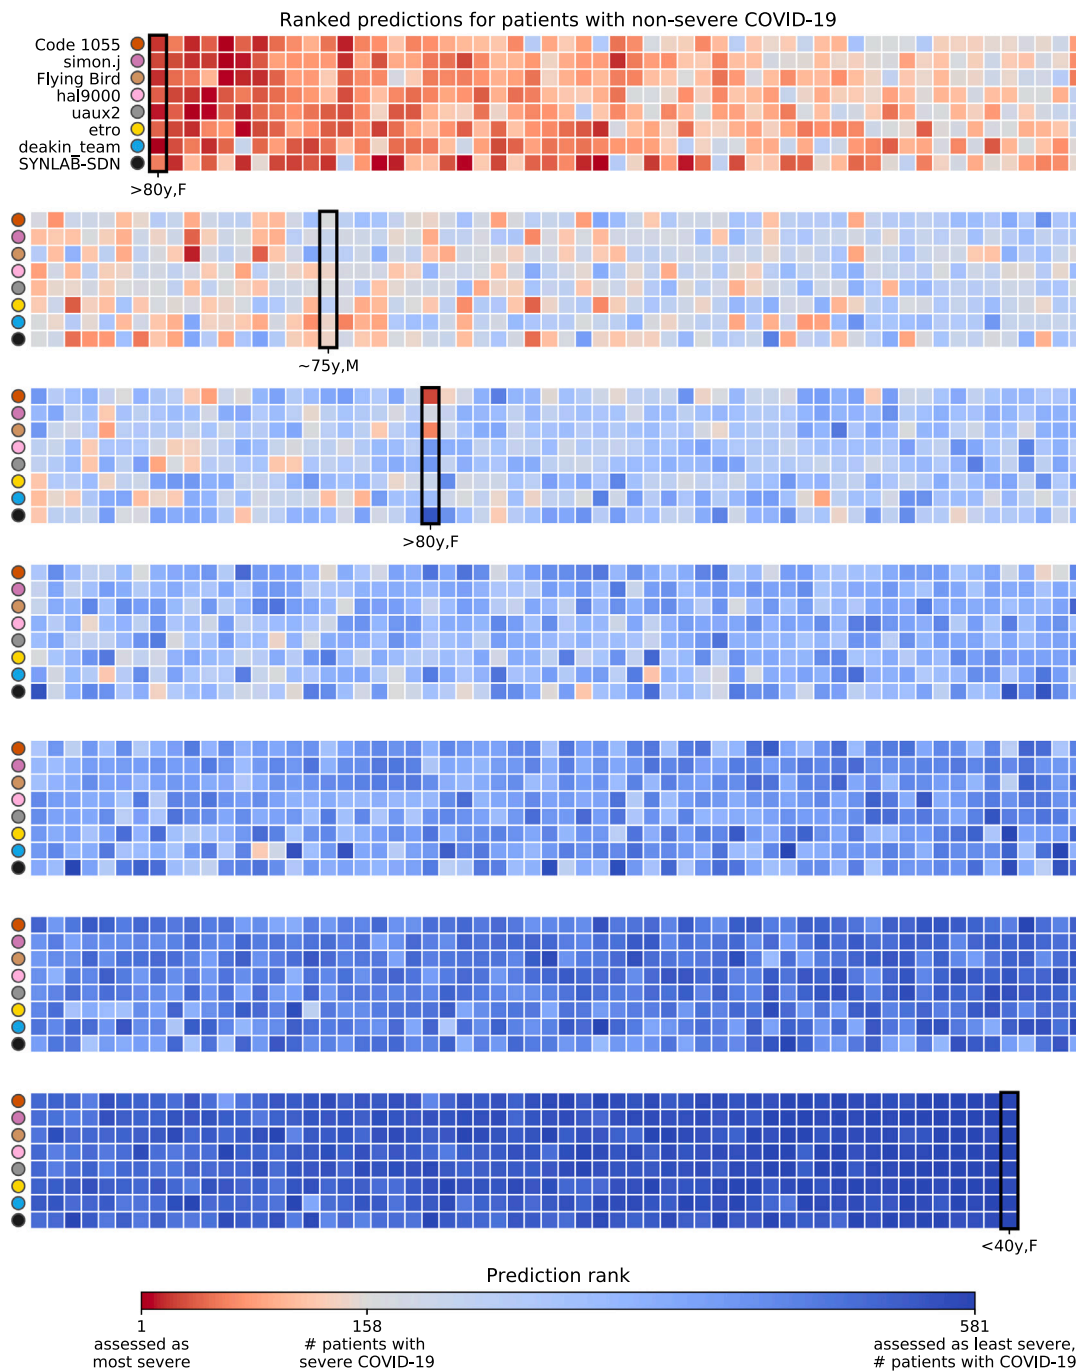 Ranked predictions for patients with non-severe COVID-19
Code 1055
simon.j
Flying Bird
hal9000
uaux2
etro
deakin_team
SYNLAB-SDN
>80y,F
~75y,M
>80y,F
<40y,F
Prediction rank
1
158
581
assessed as
most severe
# patients with
severe COVID-19
assessed as least severe,
# patients with COVID-19